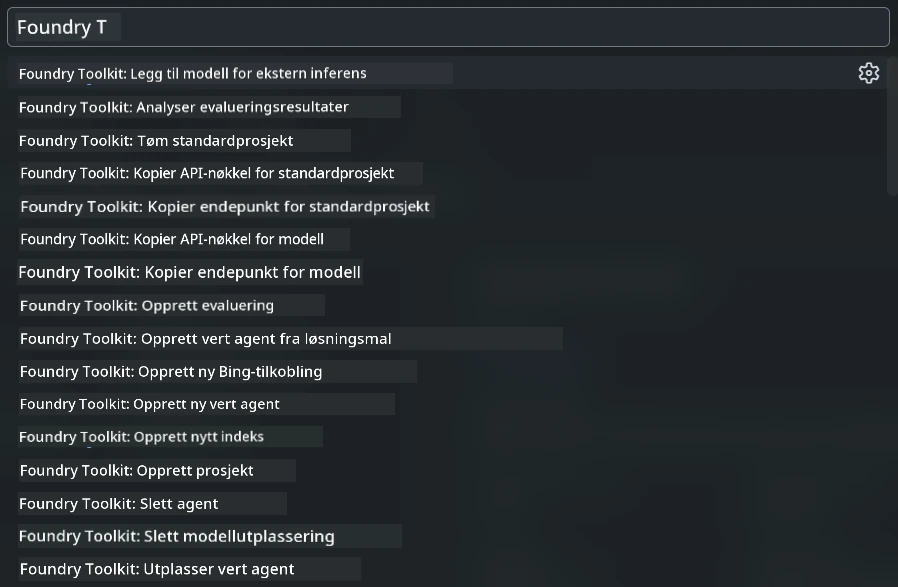 Foundry T
Foundry Toolkit: Legg til modell for ekstern inferens
Foundry Toolkit: Analyser evalueringsresultater
Foundry Toolkit: Tøm standardprosjekt
Foundry Toolkit: Kopier API-nøkkel for standardprosjekt
Foundry Toolkit: Kopier endepunkt for standardprosjekt
Foundry Toolkit: Kopier API-nøkkel for modell
Foundry Toolkit: Kopier endepunkt for modell
Foundry Toolkit: Opprett evaluering
Foundry Toolkit: Opprett vert agent fra løsningsmal
Foundry Toolkit: Opprett ny Bing-tilkobling
Foundry Toolkit: Opprett ny vert agent
Foundry Toolkit: Opprett nytt indeks
Foundry Toolkit: Opprett prosjekt
Foundry Toolkit: Slett agent
Foundry Toolkit: Slett modellutplassering
Foundry Toolkit: Utplasser vert agent